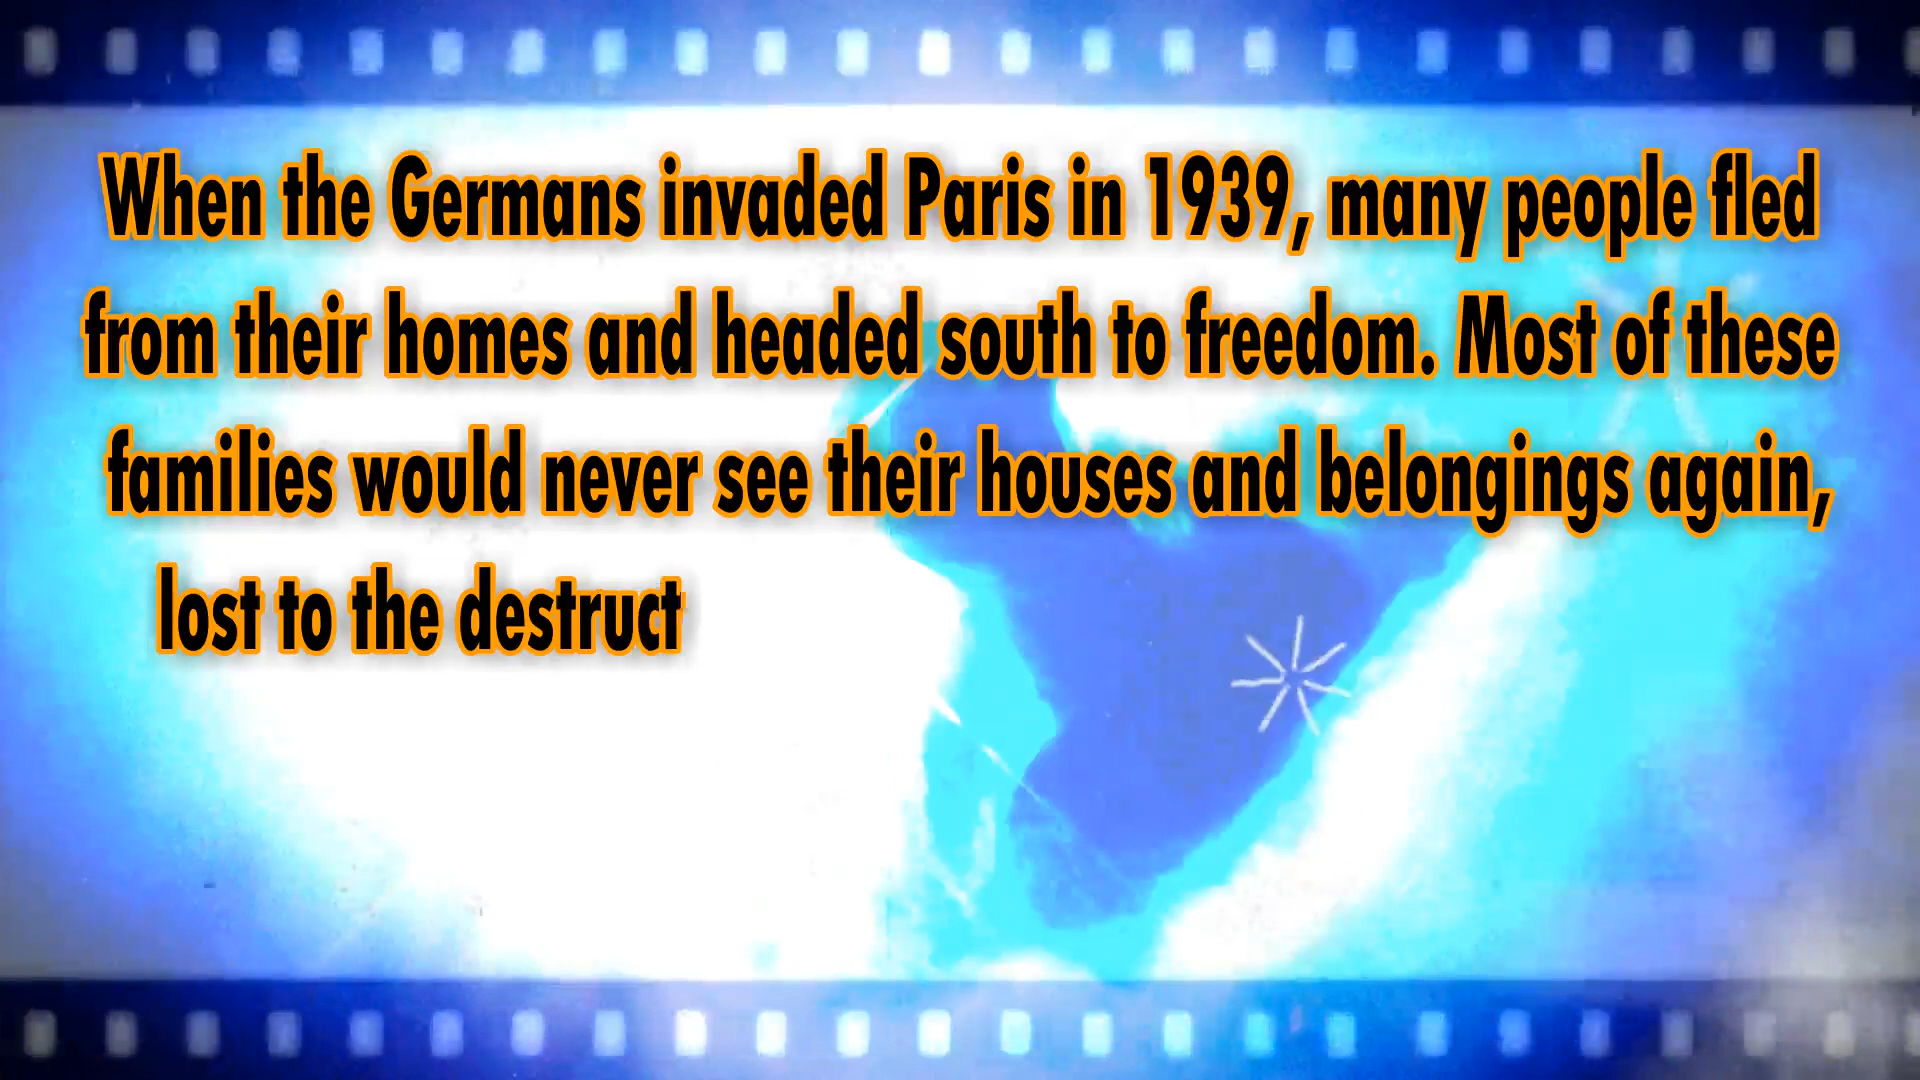 When the Germans invaded Paris in 1939, many people fled
from their homes and headed south to freedom. Most of these
families would never see their houses and belongings again,
lost to the destruct